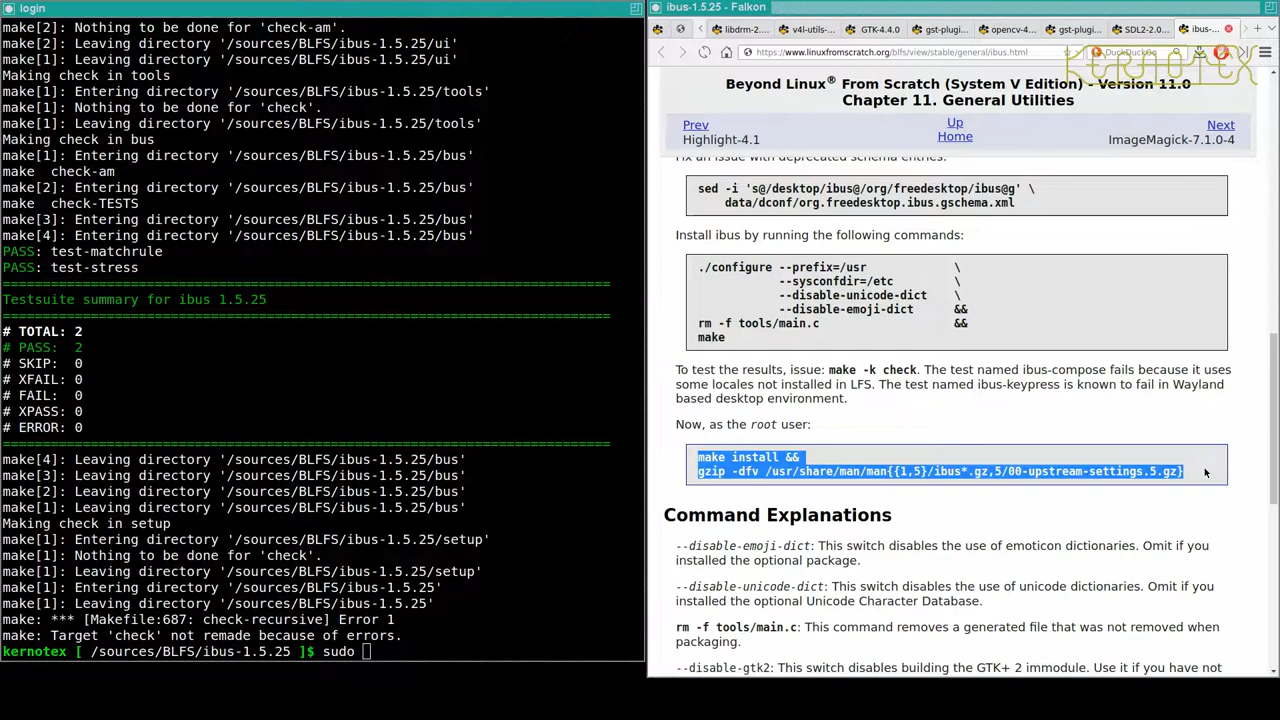 login
make[2]: Nothing to be done for 'check-am'.
make[2]: Leaving directory '/sources/BLFS/ibus-1.5.25/ui'
make[1]: Leaving directory '/sources/BLFS/ibus-1.5.25/ui'
Making check in tools
make[1]: Entering directory '/sources/BLFS/ibus-1.5.25/tools'
make[1]: Nothing to be done for 'check'.
make[1]: Leaving directory '/sources/BLFS/ibus-1.5.25/tools'
Making check in bus
make[1]: Entering directory '/sources/BLFS/ibus-1.5.25/bus'
make  check-am
make[2]: Entering directory '/sources/BLFS/ibus-1.5.25/bus'
make  check-TESTS
make[3]: Entering directory '/sources/BLFS/ibus-1.5.25/bus'
make[4]: Entering directory '/sources/BLFS/ibus-1.5.25/bus'
PASS: test-matchrule
PASS: test-stress
============================================================================
Testsuite summary for ibus 1.5.25
============================================================================
# TOTAL: 2
# PASS:  2
# SKIP:  0
# XFAIL: 0
# FAIL:  0
# XPASS: 0
# ERROR: 0
============================================================================
make[4]: Leaving directory '/sources/BLFS/ibus-1.5.25/bus'
make[3]: Leaving directory '/sources/BLFS/ibus-1.5.25/bus'
make[2]: Leaving directory '/sources/BLFS/ibus-1.5.25/bus'
make[1]: Leaving directory '/sources/BLFS/ibus-1.5.25/bus'
Making check in setup
make[1]: Entering directory '/sources/BLFS/ibus-1.5.25/setup'
make[1]: Nothing to be done for 'check'.
make[1]: Leaving directory '/sources/BLFS/ibus-1.5.25/setup'
make[1]: Entering directory '/sources/BLFS/ibus-1.5.25'
make[1]: Leaving directory '/sources/BLFS/ibus-1.5.25'
make: *** [Makefile:687: check-recursive] Error 1
make: Target 'check' not remade because of errors.
kernotex [ /sources/BLFS/ibus-1.5.25 ]$ sudo
ibus-1.5.25 - Falkon
libdrm-2.... v4l-utils-... GTK-4.4.0 gst-plugi... opencv-4... gst-plugi... SDL2-2.0... ibus-...
https://www.linuxfromscratch.org/blfs/view/stable/general/ibus.html DuckDuckGo
KERNOTEX
Beyond Linux® From Scratch (System V Edition) - Version 11.0
Chapter 11. General Utilities
Prev Up Next
Highlight-4.1 Home ImageMagick-7.1.0-4
Fix an issue with deprecated schema entries:
sed -i 's@/desktop/ibus@/org/freedesktop/ibus@g' \
data/dconf/org.freedesktop.ibus.gschema.xml
Install ibus by running the following commands:
./configure --prefix=/usr \
--sysconfdir=/etc \
--disable-unicode-dict \
--disable-emoji-dict &&
rm -f tools/main.c &&
make
To test the results, issue: make -k check. The test named ibus-compose fails because it uses
some locales not installed in LFS. The test named ibus-keypress is known to fail in Wayland
based desktop environment.
Now, as the root user:
make install &&
gzip -dfv /usr/share/man/man{{1,5}/ibus*.gz,5/00-upstream-settings.5.gz}
Command Explanations
--disable-emoji-dict: This switch disables the use of emoticon dictionaries. Omit if you
installed the optional package.
--disable-unicode-dict: This switch disables the use of unicode dictionaries. Omit if you
installed the optional Unicode Character Database.
rm -f tools/main.c: This command removes a generated file that was not removed when
packaging.
--disable-gtk2: This switch disables building the GTK+ 2 immodule. Use it if you have not